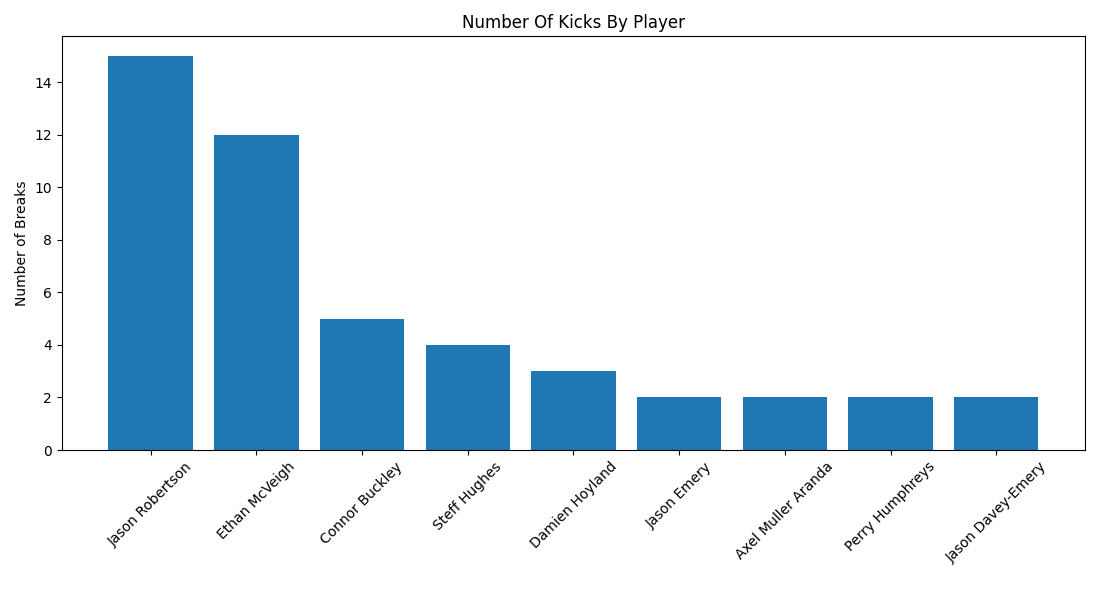 Number Of Kicks By Player
Number of Breaks
14
12
10
8
6
4
2
0
Jason Robertson
Ethan McVeigh
Connor Buckley
Steff Hughes
Damien Hoyland
Jason Emery
Axel Muller Aranda
Perry Humphreys
Jason Davey-Emery